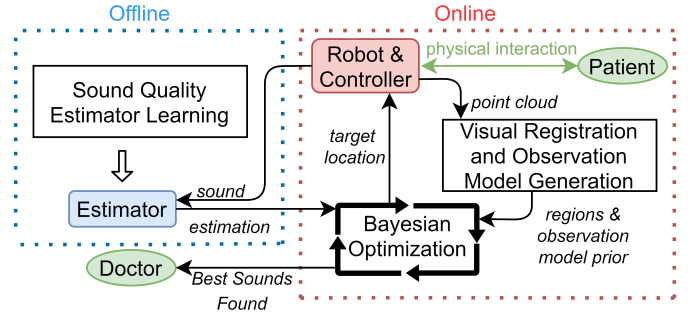 Offline
Online
Sound Quality
Estimator Learning
Robot &
Controller
physical interaction
Patient
point cloud
target
location
Visual Registration
and Observation
Model Generation
sound
Estimator
estimation
Bayesian
Optimization
regions &
observation
model prior
Doctor
Best Sounds
Found